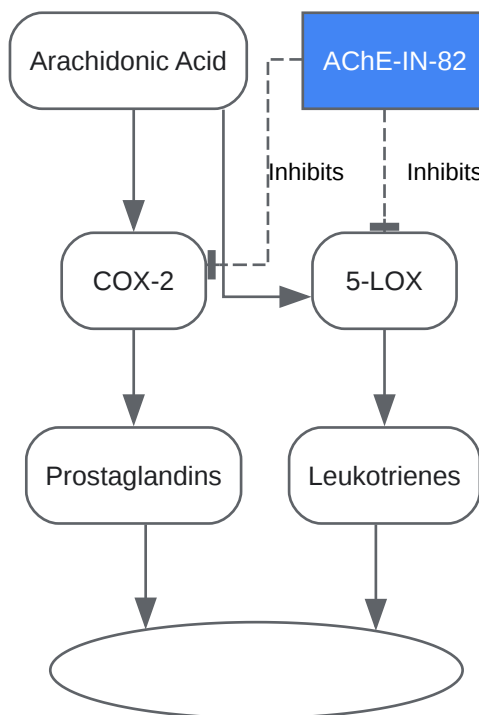 Arachidonic Acid
AChE-IN-82
Inhibits
Inhibits
COX-2
5-LOX
Prostaglandins
Leukotrienes